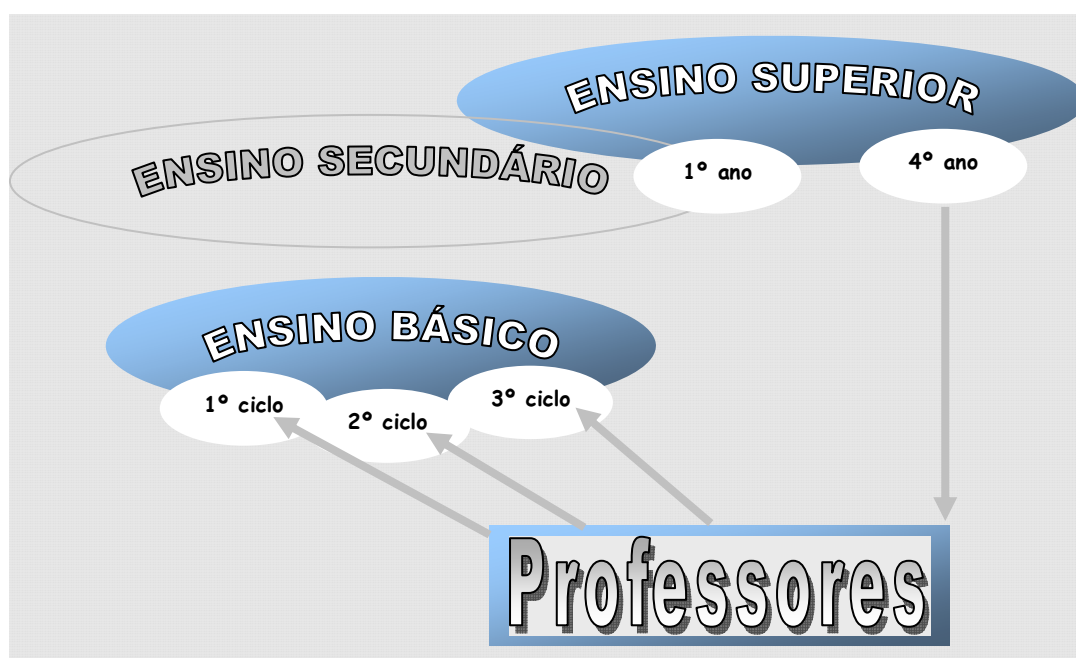 ENSINO SUPERIOR
ENSINO SECUNDÁRIO
1º ano
4º ano
ENSINO BÁSICO
1º ciclo
2º ciclo
3º ciclo
Professores